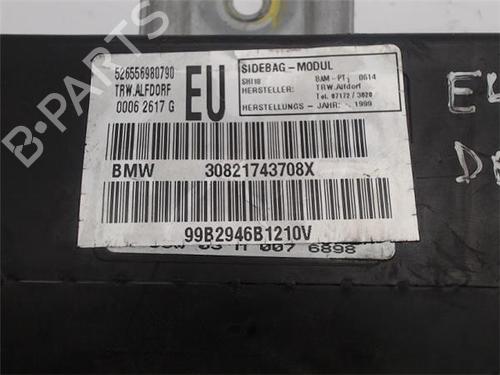 526556980790
TRW.ALFDORF
0006 2617 G
EU
SIDEBAG-MODUL
SHI18 BAM-PT: 0614
HERSTELLER: TRW.Alfdorf
Tel. 07172 / 3020
HERSTELLUNGS - JAHR: 1999
BMW 30821743708X
99B2946B1210V
007 6898
B-PARTS